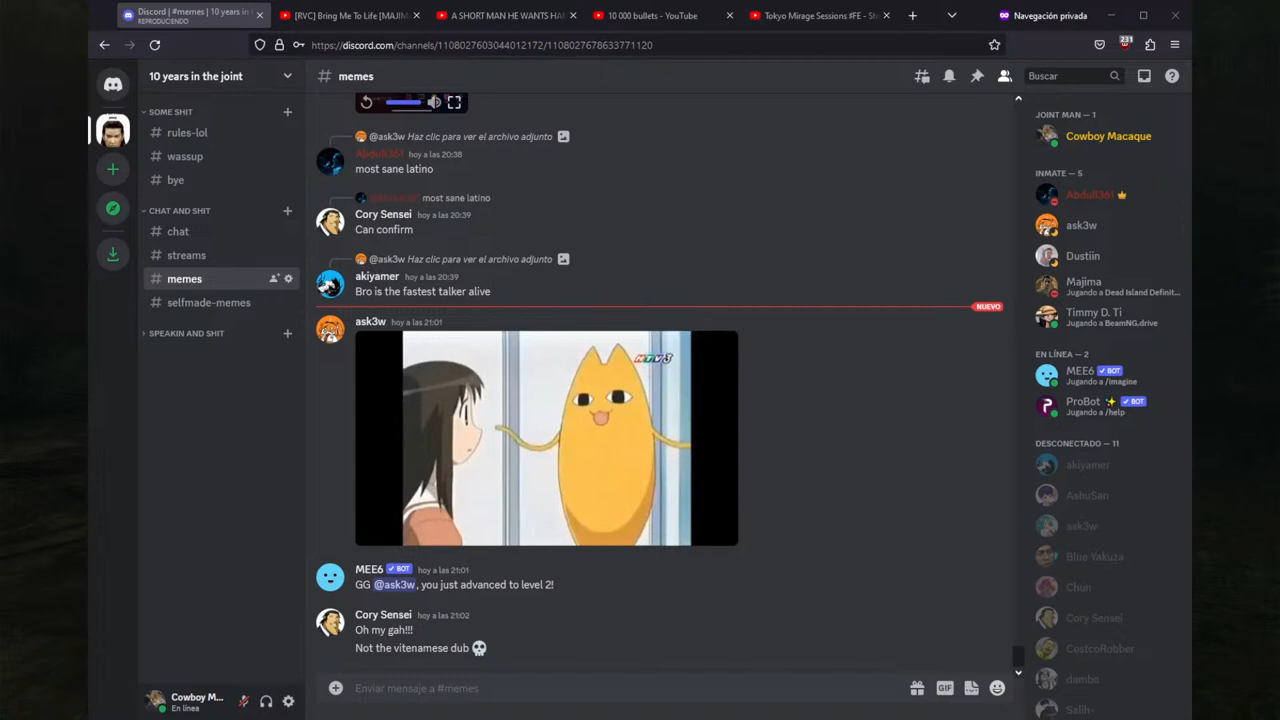 Discord | #memes | 10 years in t
REPRODUCIENDO
[RVC] Bring Me To Life [MAJIM
A SHORT MAN HE WANTS HA
10 000 bullets - YouTube
Tokyo Mirage Sessions #FE - S
Navegación privada
https://discord.com/channels/1108027603044012172/1108027678633771120
231
10 years in the joint
# memes
Buscar
SOME SHIT
# rules-lol
# wassup
# bye
CHAT AND SHIT
# chat
# streams
# memes
# selfmade-memes
SPEAKIN AND SHIT
@ask3w Haz clic para ver el archivo adjunto
Abdull361 hoy a las 20:38
most sane latino
most sane latino
Cory Sensei hoy a las 20:39
Can confirm
@ask3w Haz clic para ver el archivo adjunto
akiyamer hoy a las 20:39
Bro is the fastest talker alive
NUEVO
ask3w hoy a las 21:01
HTV3
MEE6 BOT hoy a las 21:01
GG @ask3w, you just advanced to level 2!
Cory Sensei hoy a las 21:02
Oh my gah!!!
Not the vitenamese dub
Enviar mensaje a #memes
GIF
Cowboy M...
En línea
JOINT MAN — 1
Cowboy Macaque
INMATE — 5
Abdull361
ask3w
Dustiin
Majima
Jugando a Dead Island Definit...
Timmy D. Ti
Jugando a BeamNG.drive
EN LÍNEA — 2
MEE6 BOT
Jugando a /imagine
ProBot BOT
Jugando a /help
DESCONECTADO — 11
akiyamer
AshuSan
ask3w
Blue Yakuza
Chun
Cory Sensei
CostcoRobber
dambo
Salih-